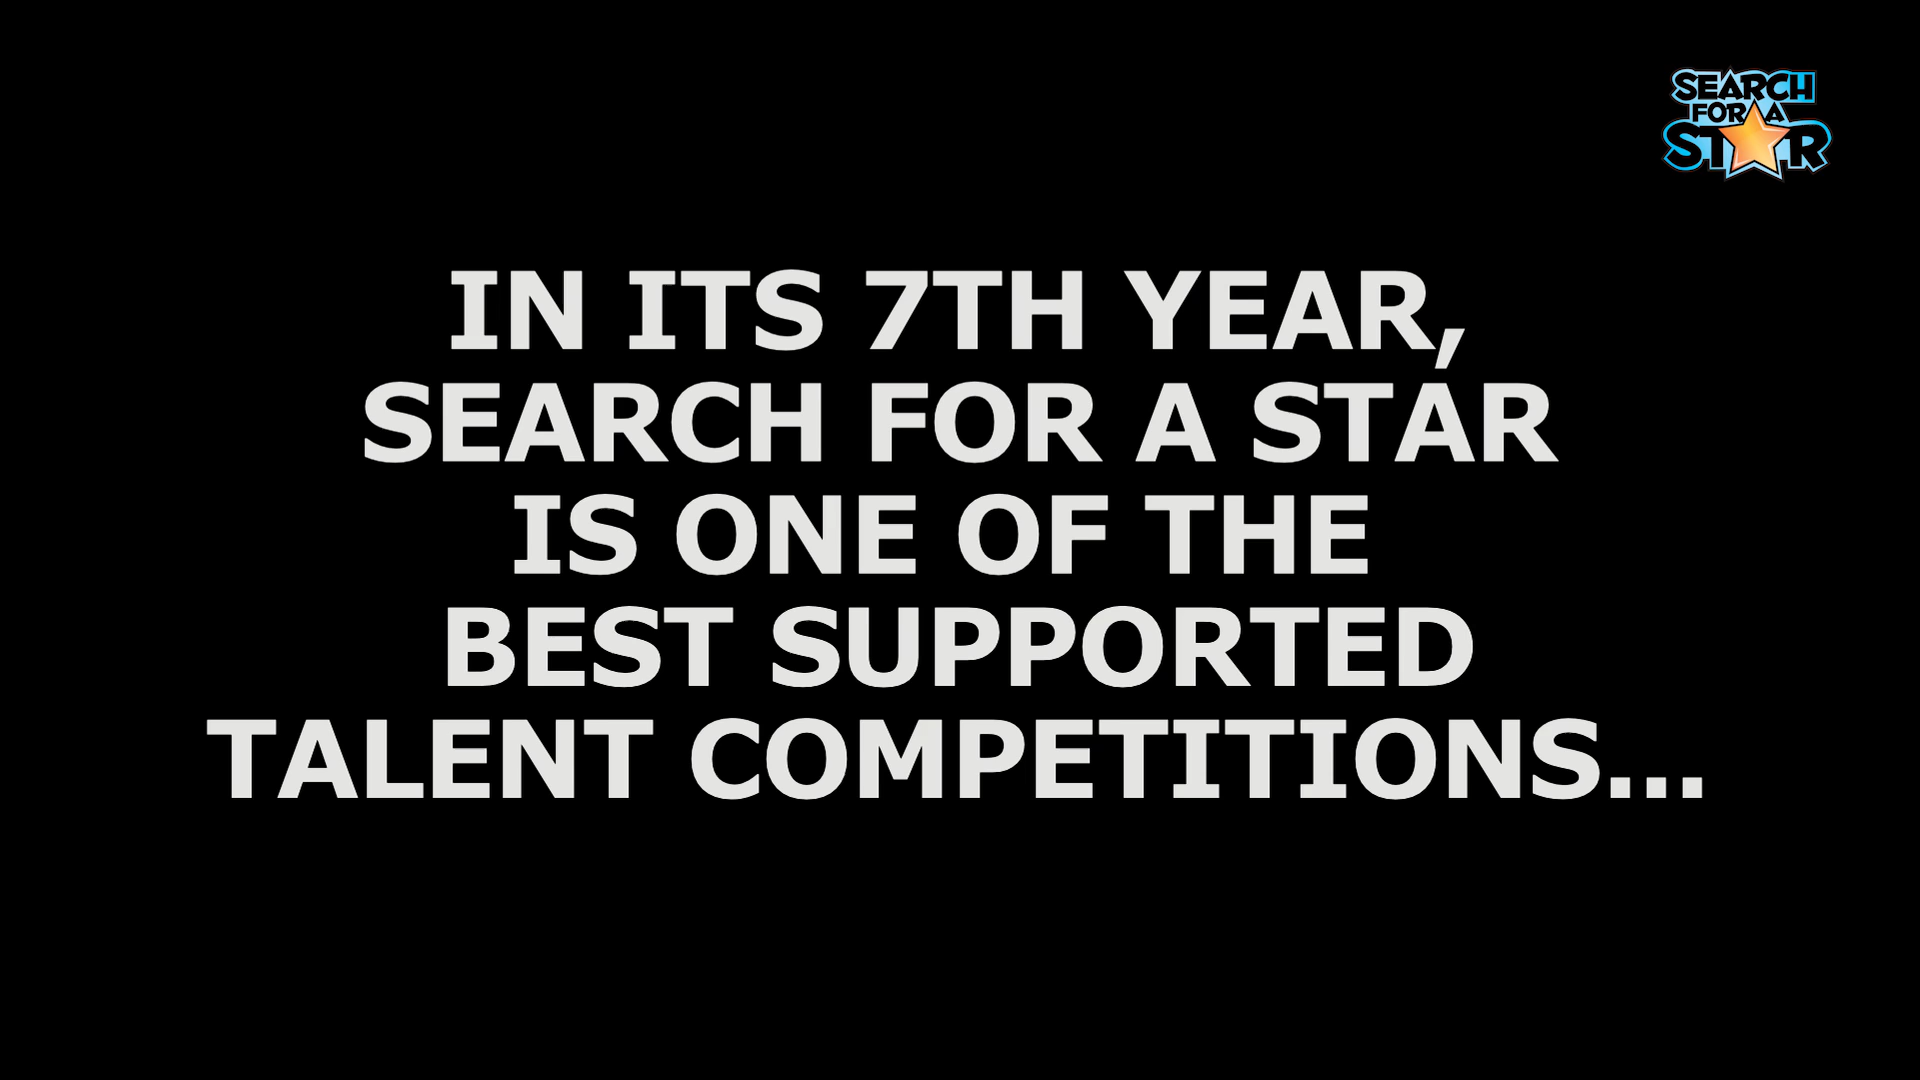 SEARCH
FOR A
STAR
IN ITS 7TH YEAR,
SEARCH FOR A STAR
IS ONE OF THE
BEST SUPPORTED
TALENT COMPETITIONS...